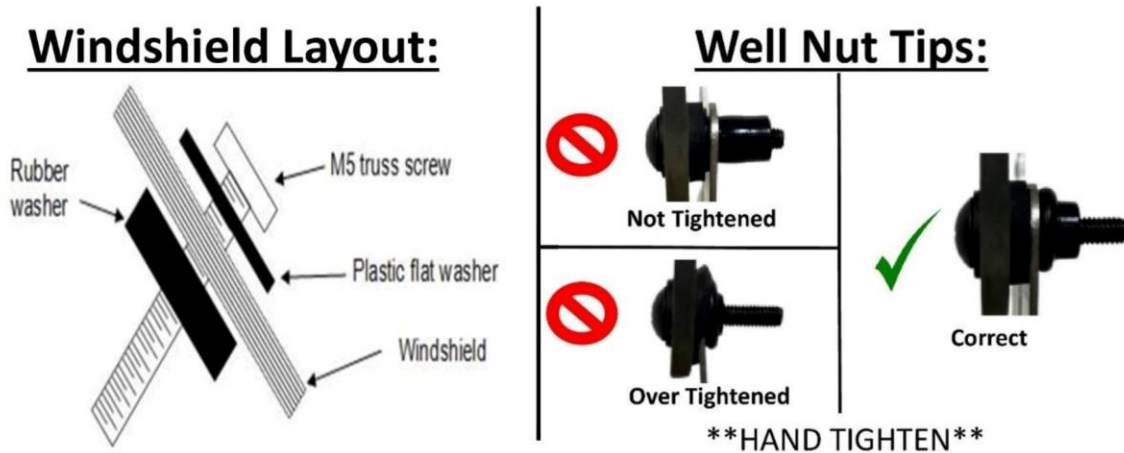 Windshield Layout:
Rubber
washer
M5 truss screw
Plastic flat washer
Windshield
Well Nut Tips:
Not Tightened
Over Tightened
Correct
**HAND TIGHTEN**